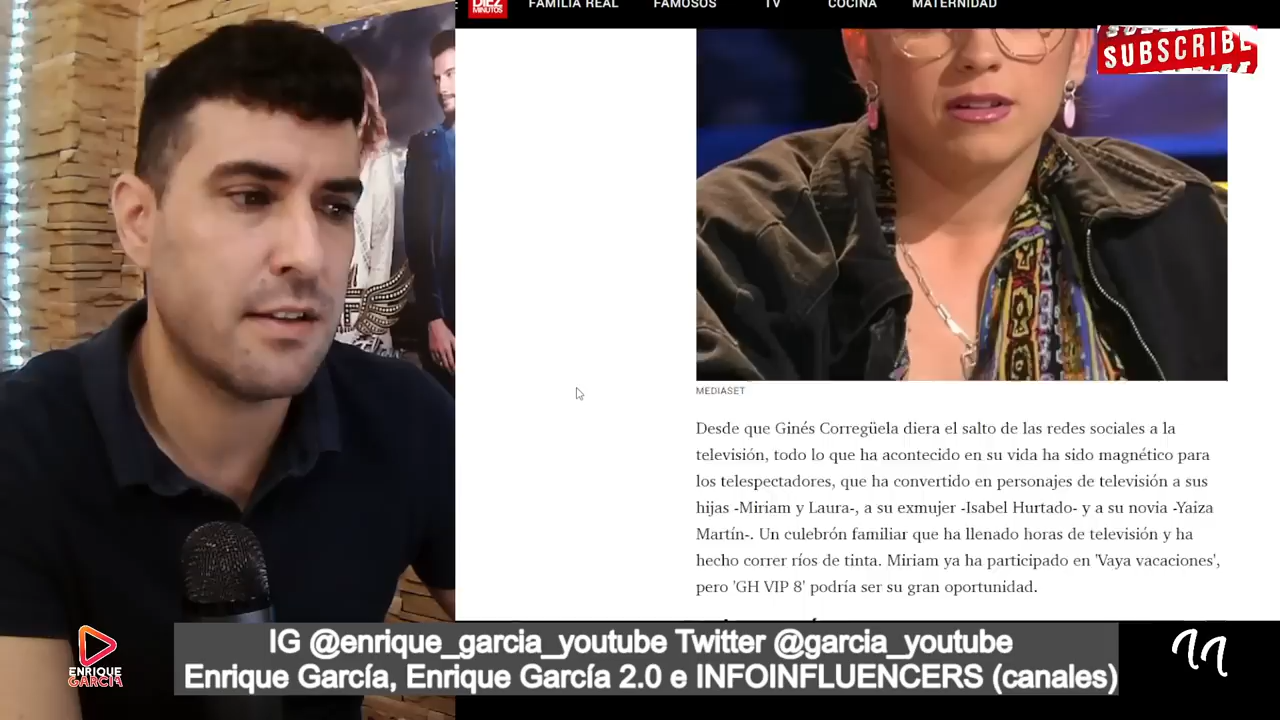 DIEZ
MINUTOS
FAMILIA REAL
FAMOSOS
TV
COCINA
MATERNIDAD
SUBSCRIBE
MEDIASET
Desde que Ginés Corregüela diera el salto de las redes sociales a la
televisión, todo lo que ha acontecido en su vida ha sido magnético para
los telespectadores, que ha convertido en personajes de televisión a sus
hijas -Miriam y Laura-, a su exmujer -Isabel Hurtado- y a su novia -Yaiza
Martín-. Un culebrón familiar que ha llenado horas de televisión y ha
hecho correr ríos de tinta. Miriam ya ha participado en 'Vaya vacaciones',
pero 'GH VIP 8' podría ser su gran oportunidad.
IG @enrique_garcia_youtube Twitter @garcia_youtube
Enrique García, Enrique García 2.0 e INFOINFLUENCERS (canales)
ENRIQUE
GARCÍA